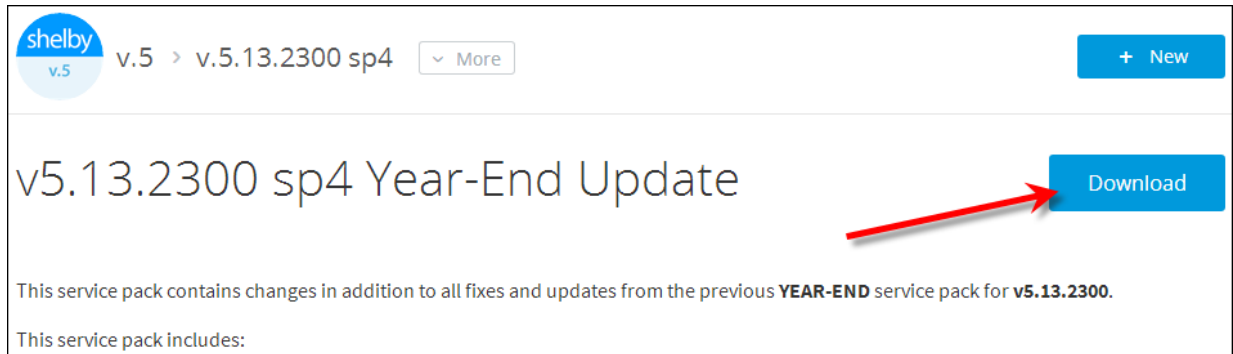 shelby
v.5
v.5 > v.5.13.2300 sp4 More
+ New
v5.13.2300 sp4 Year-End Update
Download
This service pack contains changes in addition to all fixes and updates from the previous YEAR-END service pack for v5.13.2300.
This service pack includes: